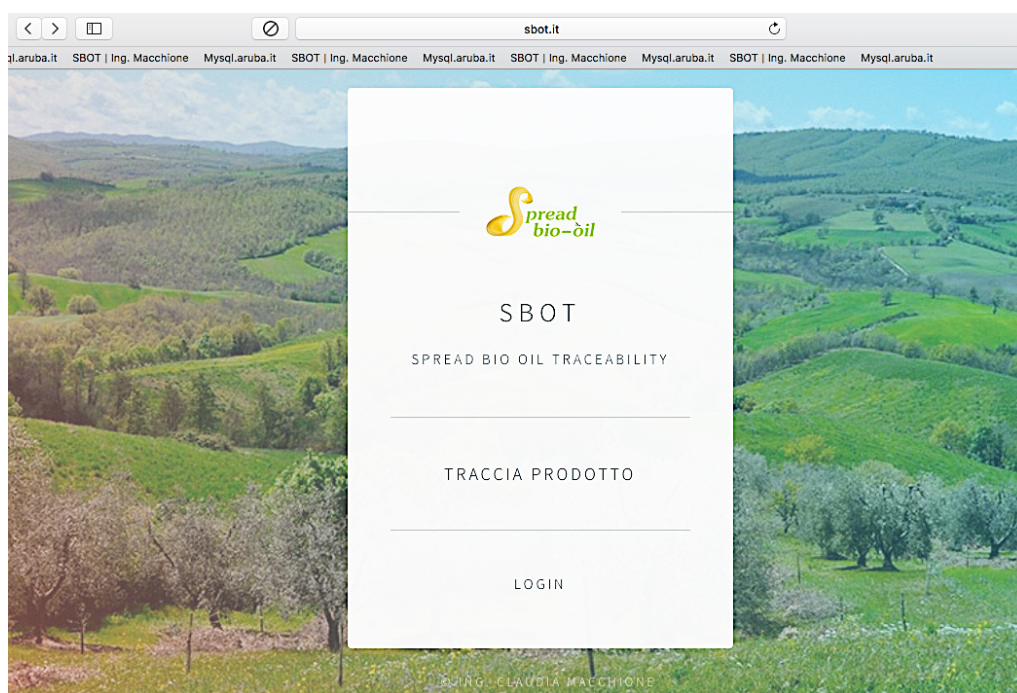 sbot.it
ql.aruba.it SBOT | Ing. Macchione Mysql.aruba.it SBOT | Ing. Macchione Mysql.aruba.it SBOT | Ing. Macchione Mysql.aruba.it SBOT | Ing. Macchione Mysql.aruba.it
Spread
bio-òil
SBOT
SPREAD BIO OIL TRACEABILITY
TRACCIA PRODOTTO
LOGIN
© ING. CLAUDIA MACCHIONE